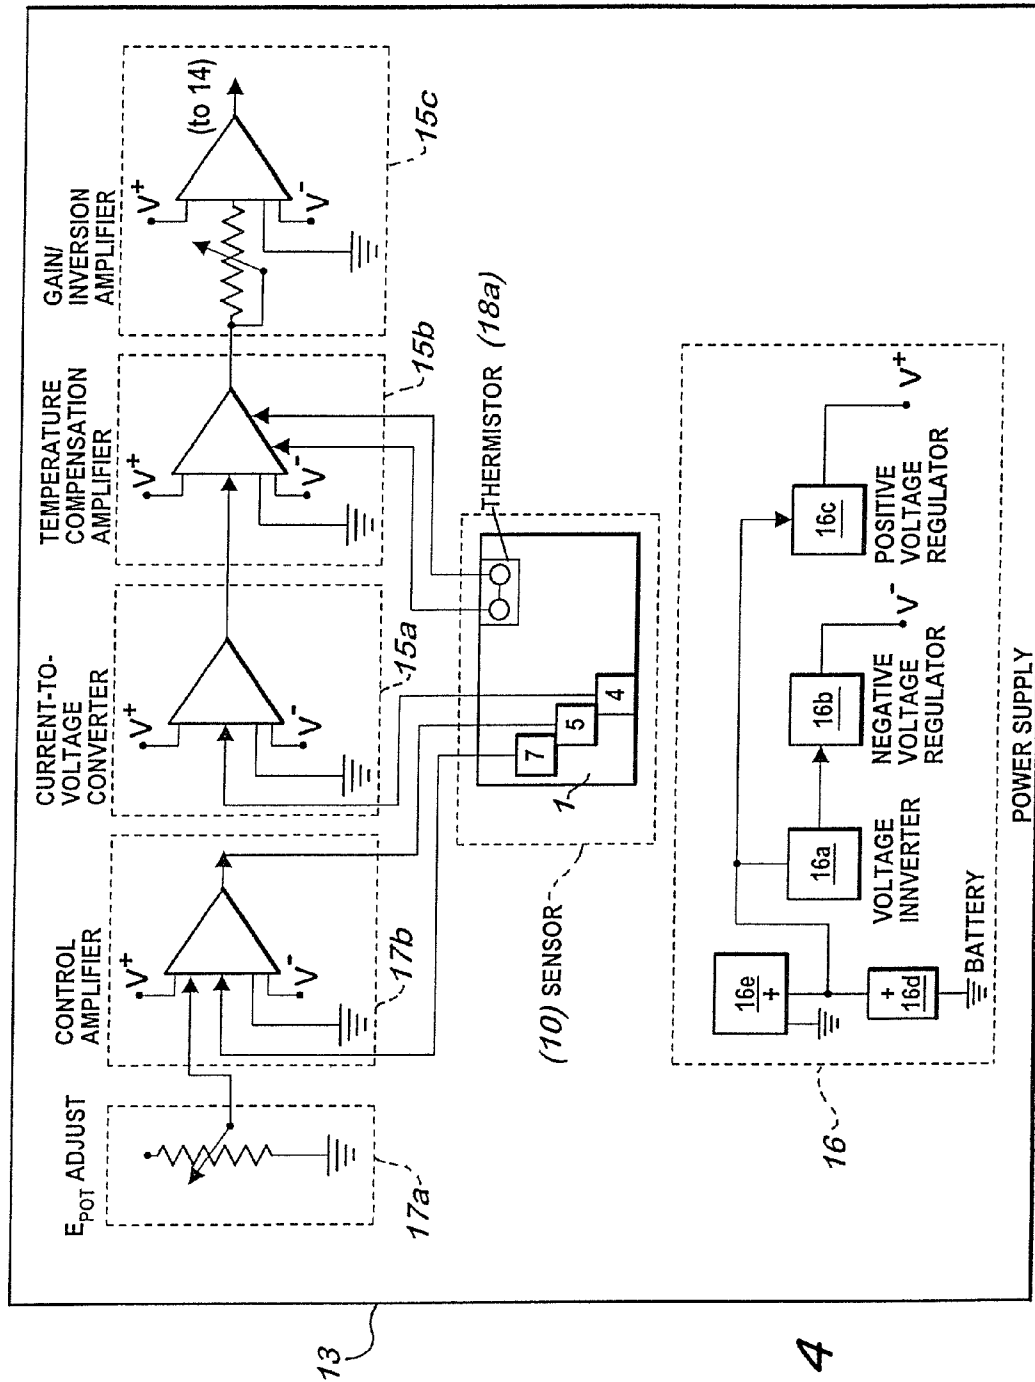 E_POT ADJUST
17a
CONTROL
AMPLIFIER
V+
V-
17b
CURRENT-TO-
VOLTAGE
CONVERTER
V+
V-
15a
TEMPERATURE
COMPENSATION
AMPLIFIER
V+
V-
15b
GAIN/
INVERSION
AMPLIFIER
V+
V-
(to 14)
15c
(10) SENSOR
1
7
5
4
THERMISTOR (18a)
16
16e
+
+
16d
BATTERY
16a
VOLTAGE
INNVERTER
16b
V-
NEGATIVE
VOLTAGE
REGULATOR
16c
V+
POSITIVE
VOLTAGE
REGULATOR
POWER SUPPLY
13
4